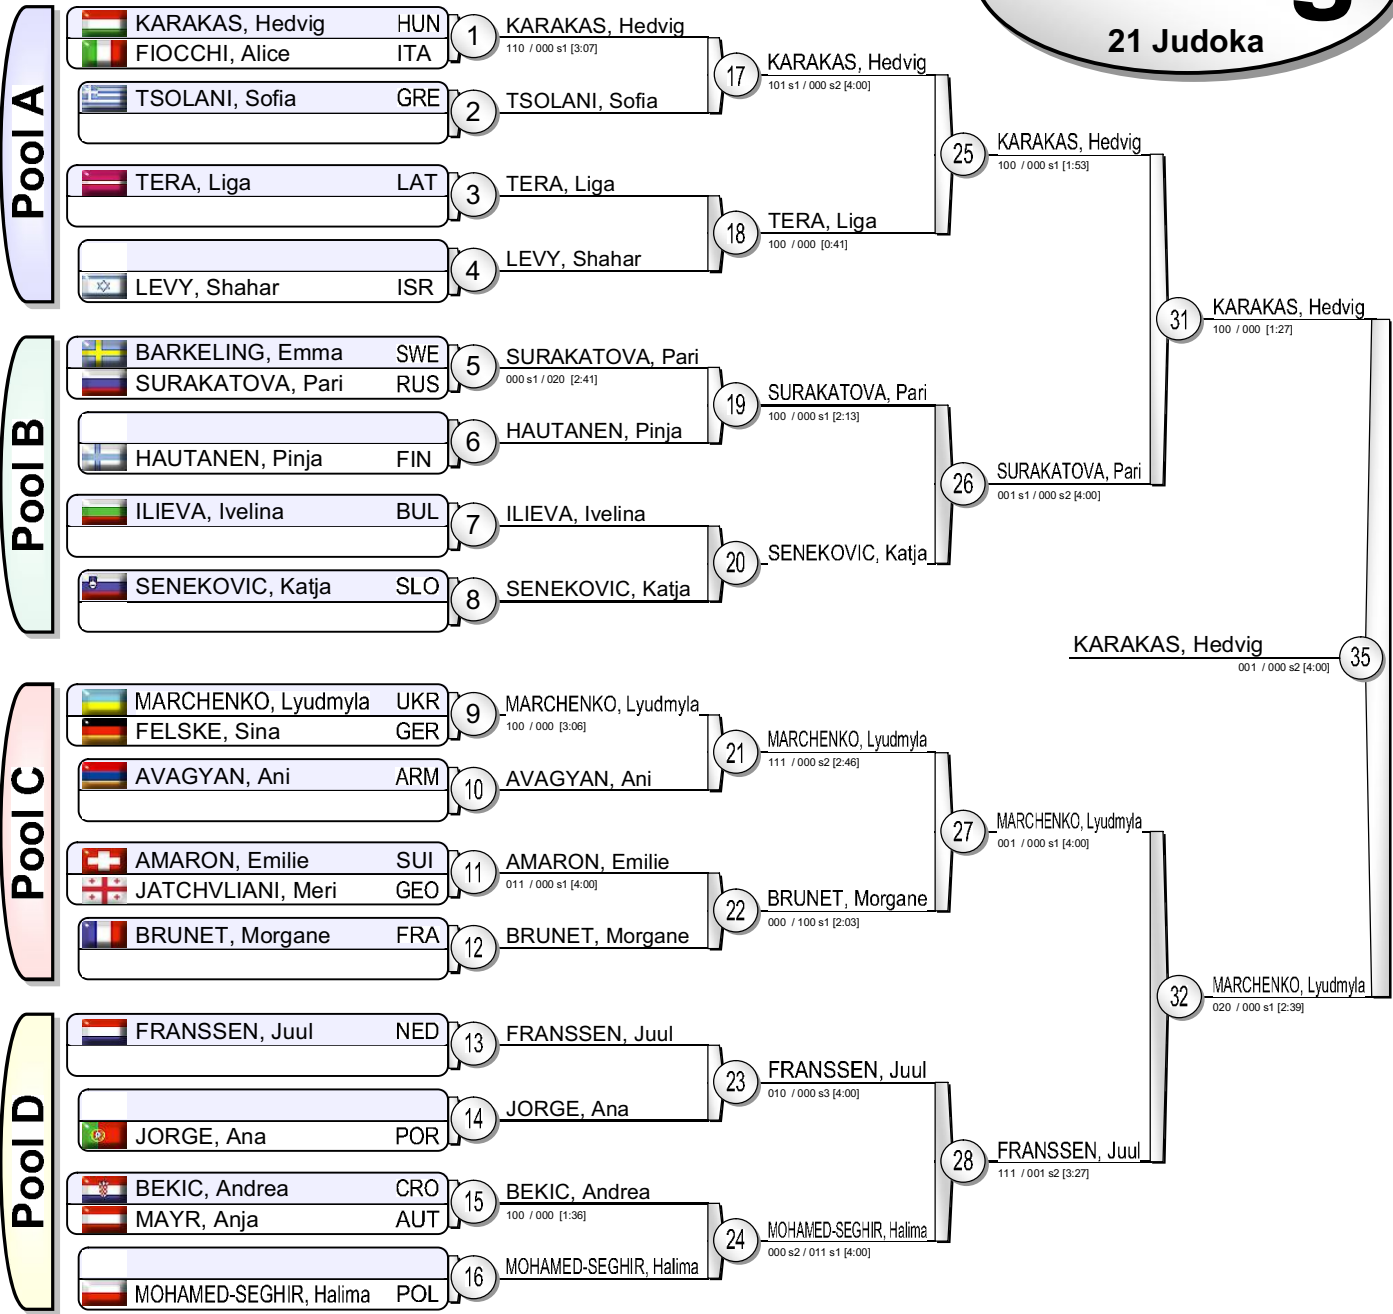 21 Judoka
Pool A
KARAKAS, Hedvig HUN
FIOCCHI, Alice ITA
1
KARAKAS, Hedvig
110 / 000 s1 [3:07]
TSOLANI, Sofia GRE
2
TSOLANI, Sofia
17
KARAKAS, Hedvig
101 s1 / 000 s2 [4:00]
TERA, Liga LAT
3
TERA, Liga
LEVY, Shahar ISR
4
LEVY, Shahar
18
TERA, Liga
100 / 000 [0:41]
25
KARAKAS, Hedvig
100 / 000 s1 [1:53]
Pool B
BARKELING, Emma SWE
SURAKATOVA, Pari RUS
5
SURAKATOVA, Pari
000 s1 / 020 [2:41]
HAUTANEN, Pinja FIN
6
HAUTANEN, Pinja
19
SURAKATOVA, Pari
100 / 000 s1 [2:13]
ILIEVA, Ivelina BUL
7
ILIEVA, Ivelina
SENEKOVIC, Katja SLO
8
SENEKOVIC, Katja
20
SENEKOVIC, Katja
26
SURAKATOVA, Pari
001 s1 / 000 s2 [4:00]
31
KARAKAS, Hedvig
100 / 000 [1:27]
KARAKAS, Hedvig
001 / 000 s2 [4:00]
35
Pool C
MARCHENKO, Lyudmyla UKR
FELSKE, Sina GER
9
MARCHENKO, Lyudmyla
100 / 000 [3:06]
AVAGYAN, Ani ARM
10
AVAGYAN, Ani
21
MARCHENKO, Lyudmyla
111 / 000 s2 [2:46]
AMARON, Emilie SUI
JATCHVLIANI, Meri GEO
11
AMARON, Emilie
011 / 000 s1 [4:00]
BRUNET, Morgane FRA
12
BRUNET, Morgane
22
BRUNET, Morgane
000 / 100 s1 [2:03]
27
MARCHENKO, Lyudmyla
001 / 000 s1 [4:00]
Pool D
FRANSSEN, Juul NED
13
FRANSSEN, Juul
JORGE, Ana POR
14
JORGE, Ana
23
FRANSSEN, Juul
010 / 000 s3 [4:00]
BEKIC, Andrea CRO
MAYR, Anja AUT
15
BEKIC, Andrea
100 / 000 [1:36]
MOHAMED-SEGHIR, Halima POL
16
MOHAMED-SEGHIR, Halima
24
MOHAMED-SEGHIR, Halima
000 s2 / 011 s1 [4:00]
28
FRANSSEN, Juul
111 / 001 s2 [3:27]
32
MARCHENKO, Lyudmyla
020 / 000 s1 [2:39]